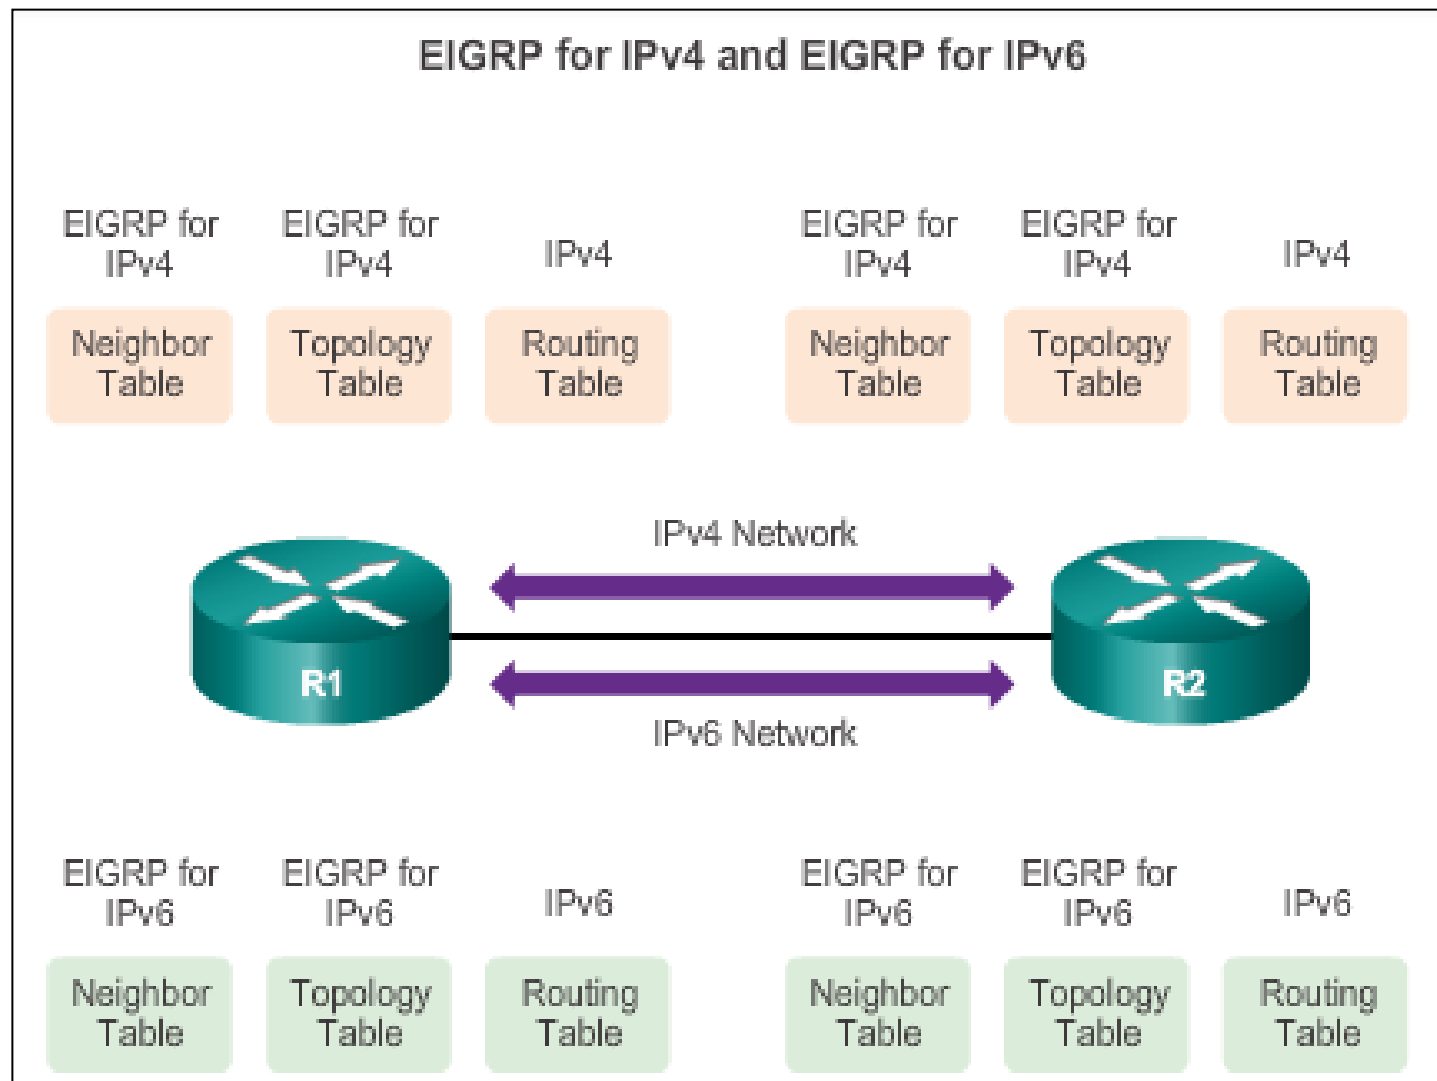 EIGRP for IPv4 and EIGRP for IPv6
EIGRP for
IPv4
EIGRP for
IPv4
IPv4
EIGRP for
IPv4
EIGRP for
IPv4
IPv4
Neighbor
Table
Topology
Table
Routing
Table
Neighbor
Table
Topology
Table
Routing
Table
IPv4 Network
R1
R2
IPv6 Network
EIGRP for
IPv6
EIGRP for
IPv6
IPv6
EIGRP for
IPv6
EIGRP for
IPv6
IPv6
Neighbor
Table
Topology
Table
Routing
Table
Neighbor
Table
Topology
Table
Routing
Table